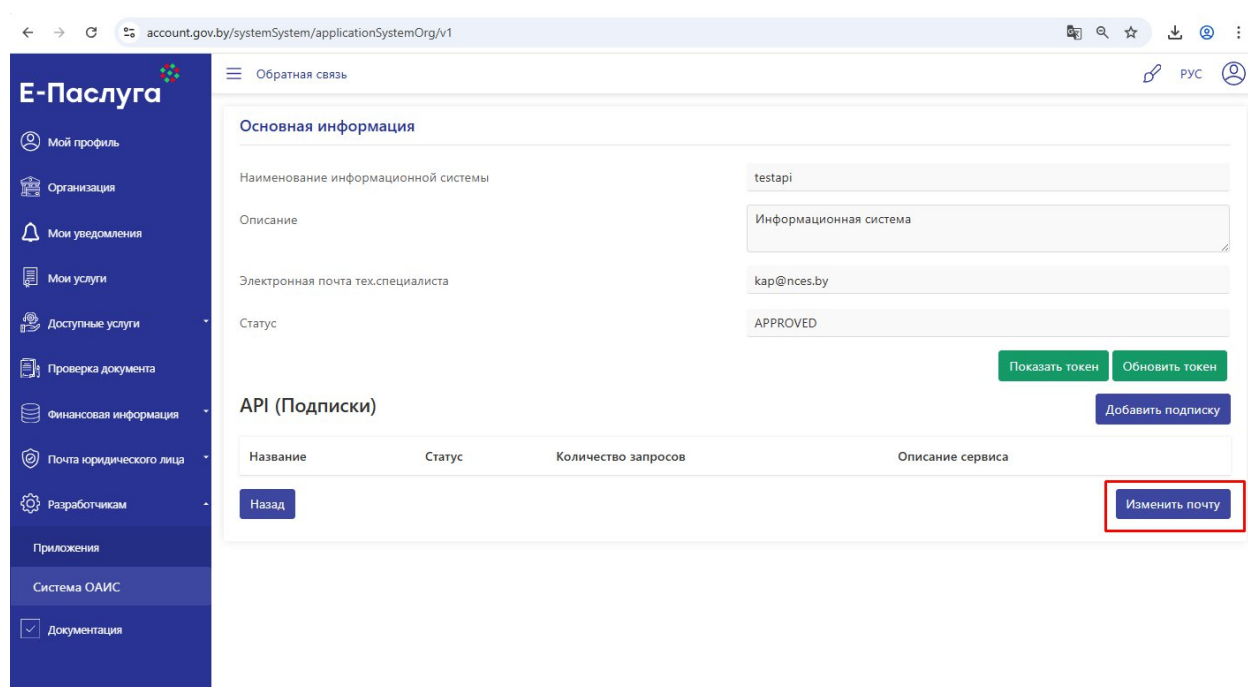 account.gov.by/systemSystem/applicationSystemOrg/v1
Е-Паслуга
Обратная связь
РУС
Мой профиль
Организация
Мои уведомления
Мои услуги
Доступные услуги
Проверка документа
Финансовая информация
Почта юридического лица
Разработчикам
Приложения
Система ОАИС
Документация
Основная информация
Наименование информационной системы
testapi
Описание
Информационная система
Электронная почта тех.специалиста
kap@nces.by
Статус
APPROVED
Показать токен
Обновить токен
API (Подписки)
Добавить подписку
Название Статус Количество запросов Описание сервиса
Назад
Изменить почту